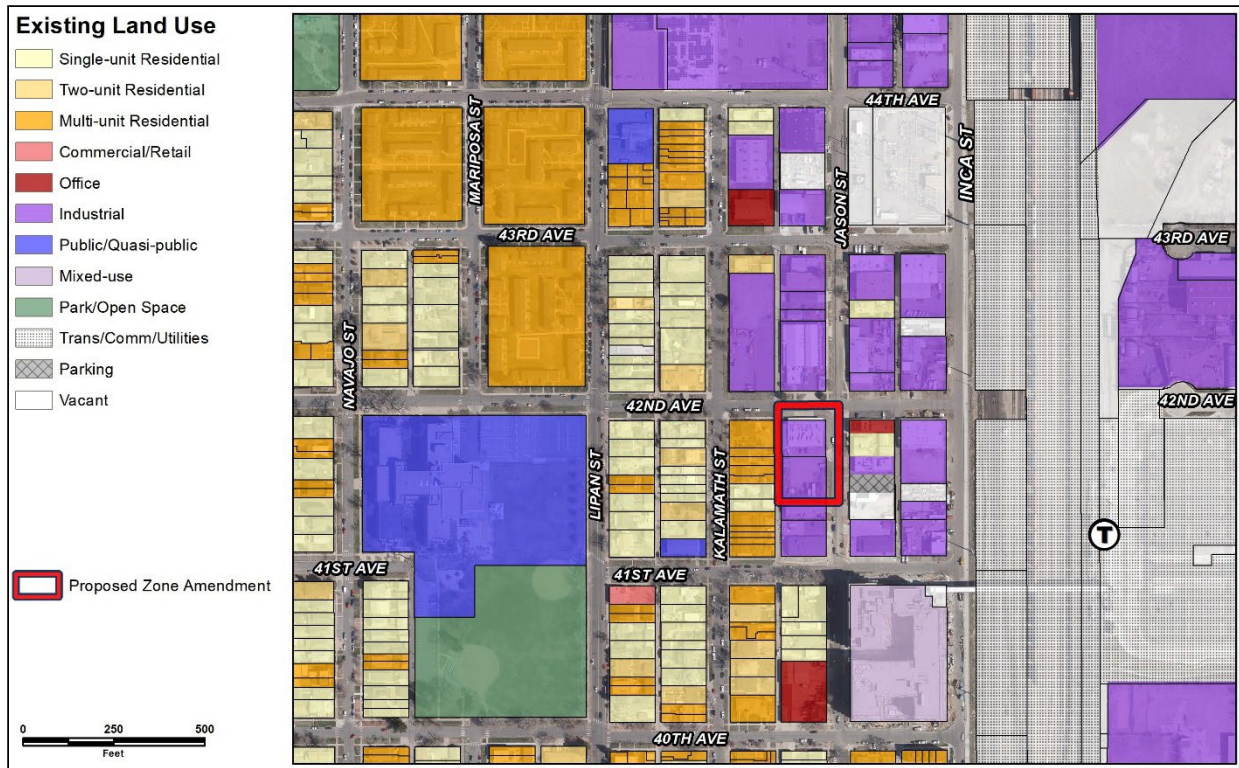 Existing Land Use
Single-unit Residential
Two-unit Residential
Multi-unit Residential
Commercial/Retail
Office
Industrial
Public/Quasi-public
Mixed-use
Park/Open Space
Trans/Comm/Utilities
Parking
Vacant
Proposed Zone Amendment
0 250 500
Feet
44TH AVE
MARIPOSA ST
INCA ST
JASON ST
43RD AVE
43RD AVE
NAVAJO ST
42ND AVE
42ND AVE
LIPAN ST
KALAMATH ST
T
41ST AVE
41ST AVE
40TH AVE